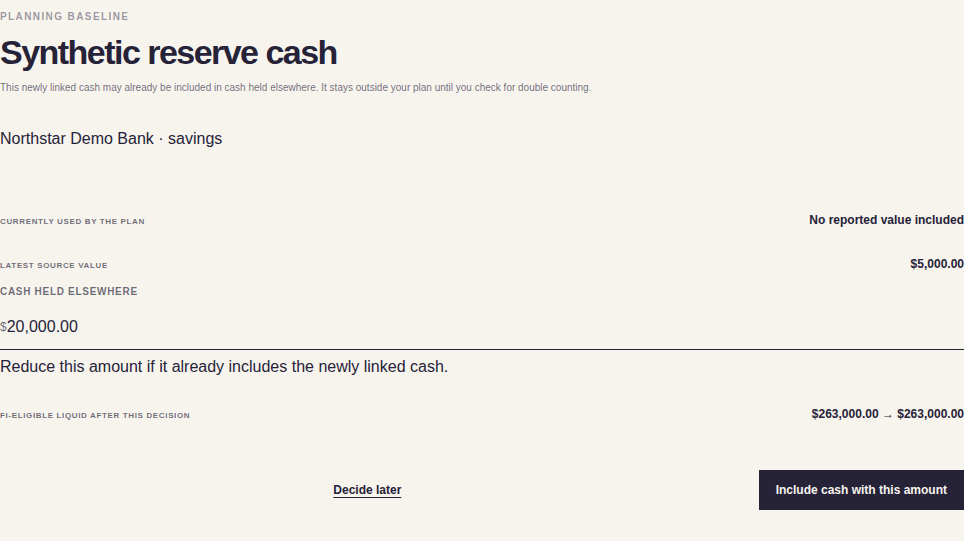 PLANNING BASELINE
Synthetic reserve cash
This newly linked cash may already be included in cash held elsewhere. It stays outside your plan until you check for double counting.
Northstar Demo Bank · savings
CURRENTLY USED BY THE PLAN
No reported value included
LATEST SOURCE VALUE
$5,000.00
CASH HELD ELSEWHERE
$20,000.00
Reduce this amount if it already includes the newly linked cash.
FI-ELIGIBLE LIQUID AFTER THIS DECISION
$263,000.00 → $263,000.00
Decide later
Include cash with this amount